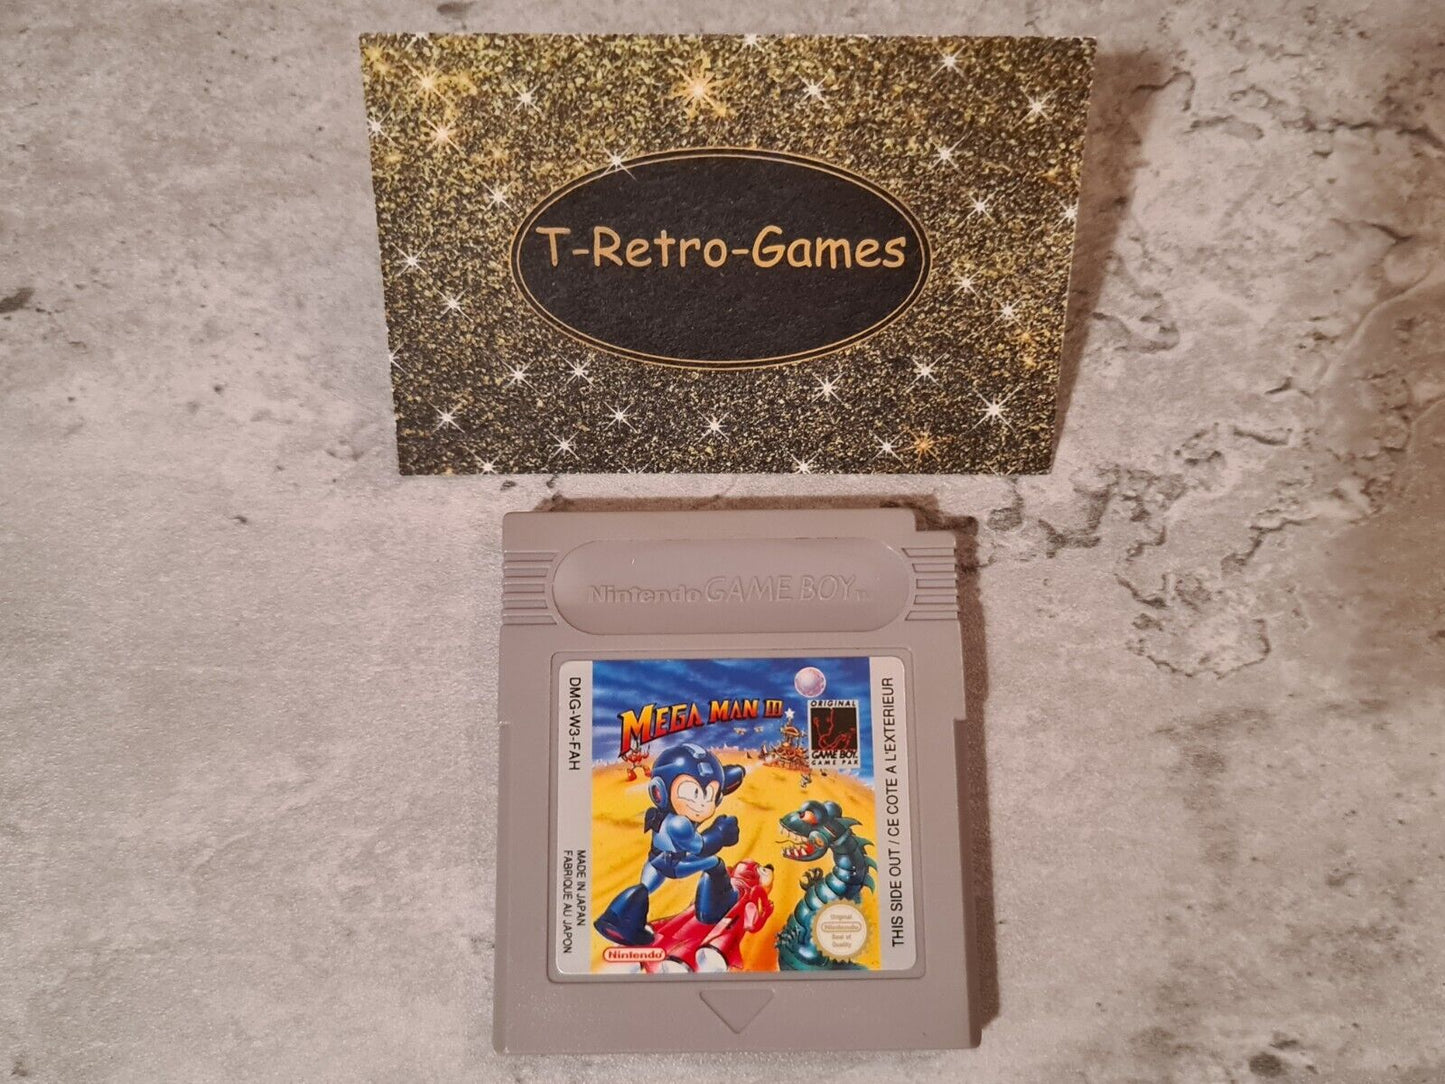 T-Retro-Games
Nintendo GAME BOY TM
DMG-W3-FAH
MADE IN JAPAN
FABRIQUE AU JAPON
MEGA MAN III
ORIGINAL
GAME BOY
GAME PAK
Nintendo
Original
Nintendo
Seal of
Quality
THIS SIDE OUT / CE COTE A L'EXTERIEUR